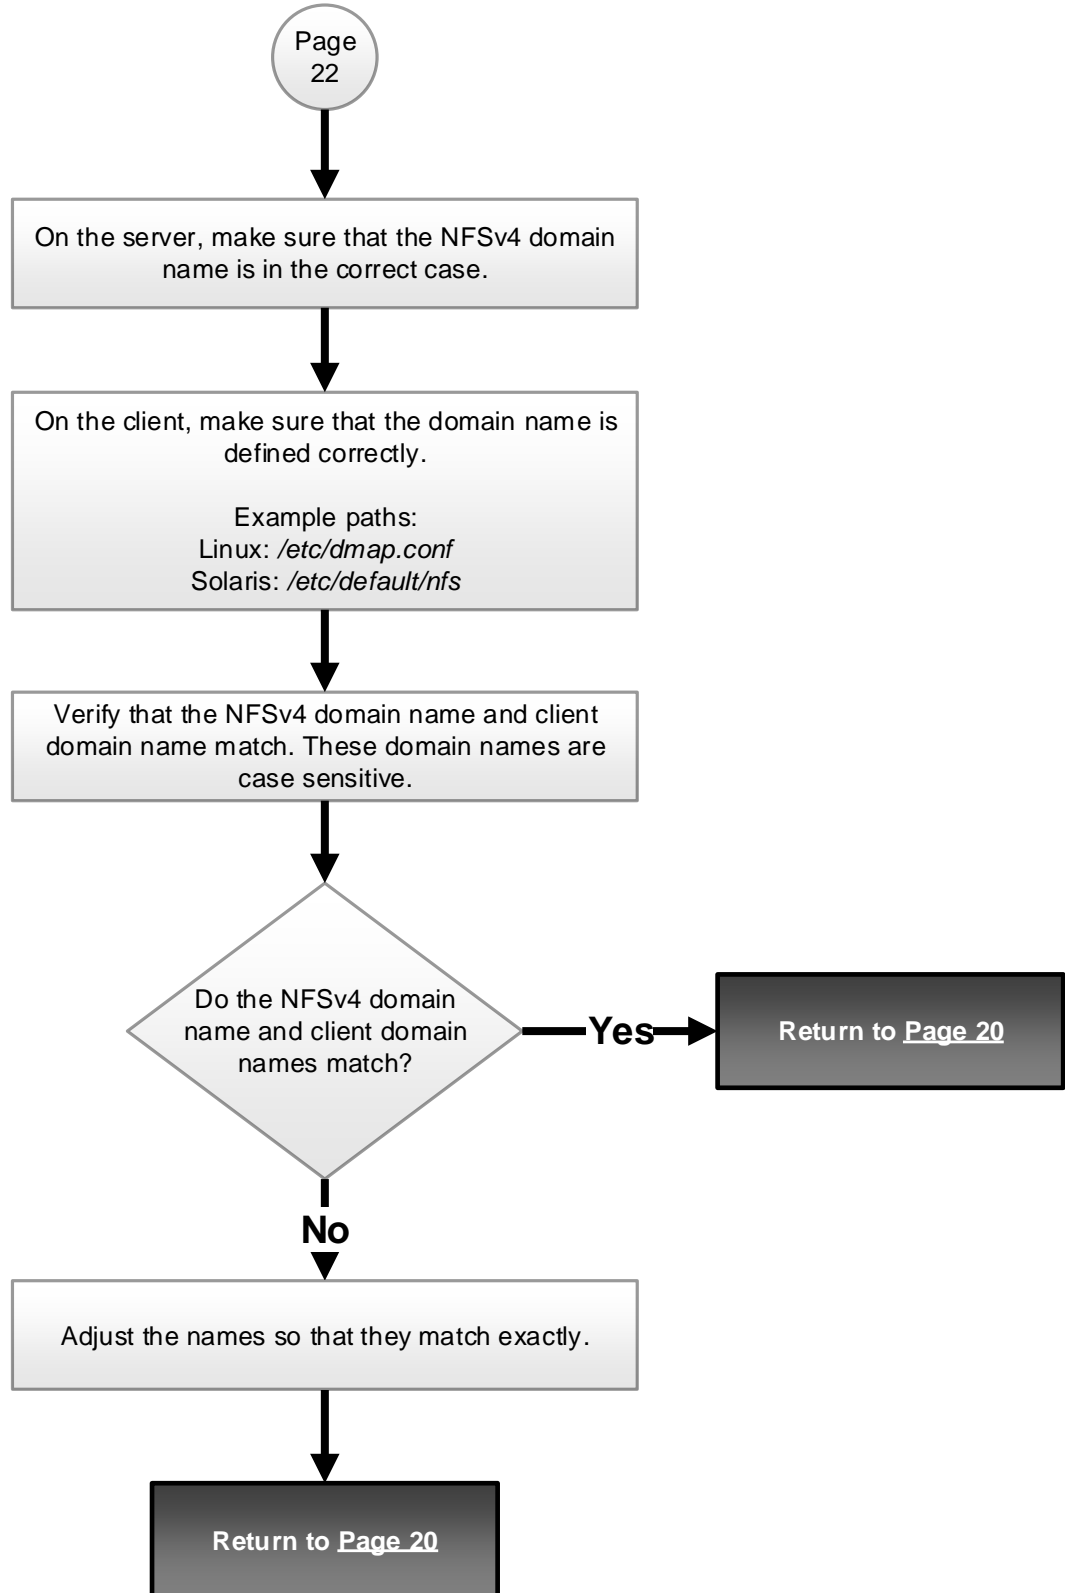 Page
22
On the server, make sure that the NFSv4 domain
name is in the correct case.
On the client, make sure that the domain name is
defined correctly.
Example paths:
Linux: /etc/dmap.conf
Solaris: /etc/default/nfs
Verify that the NFSv4 domain name and client
domain name match. These domain names are
case sensitive.
Do the NFSv4 domain
name and client domain
names match?
Yes
Return to Page 20
No
Adjust the names so that they match exactly.
Return to Page 20